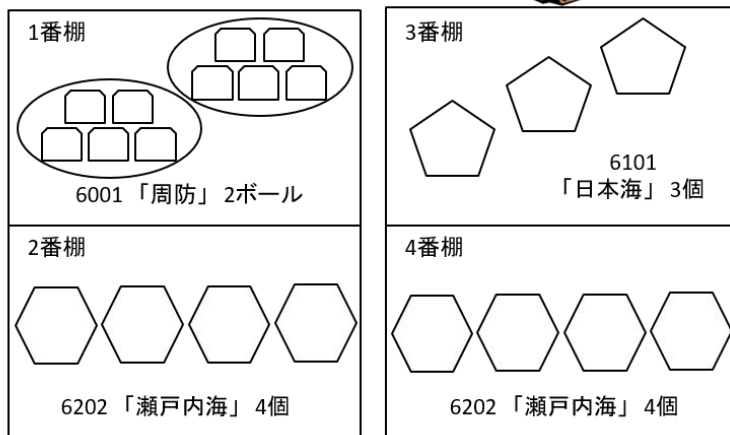 1番棚
6001 「周防」 2ボール
2番棚
6202 「瀬戸内海」 4個
3番棚
6101
「日本海」 3個
4番棚
6202 「瀬戸内海」 4個